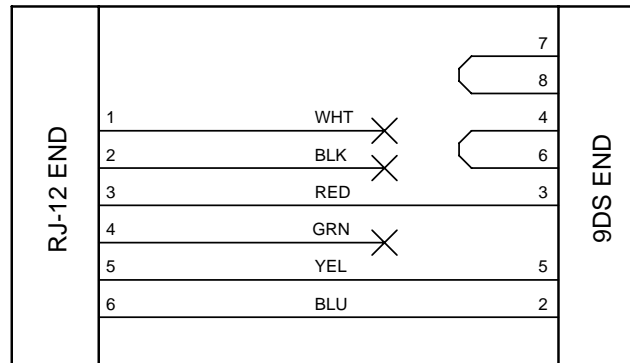 RJ-12 END
7
8
1 WHT 4
2 BLK 6
3 RED 3
4 GRN
5 YEL 5
6 BLU 2
9DS END